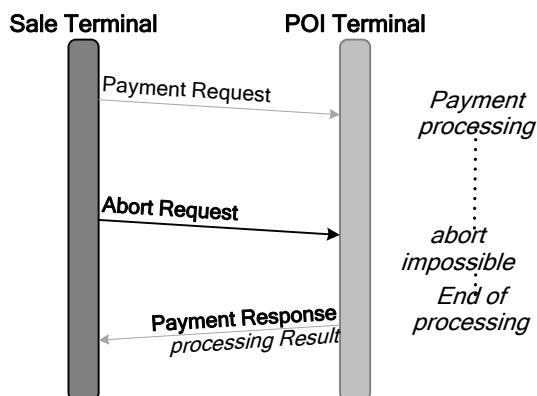 Sale Terminal
POI Terminal
Payment Request
Payment
processing
Abort Request
abort
impossible
End of
processing
Payment Response
processing Result